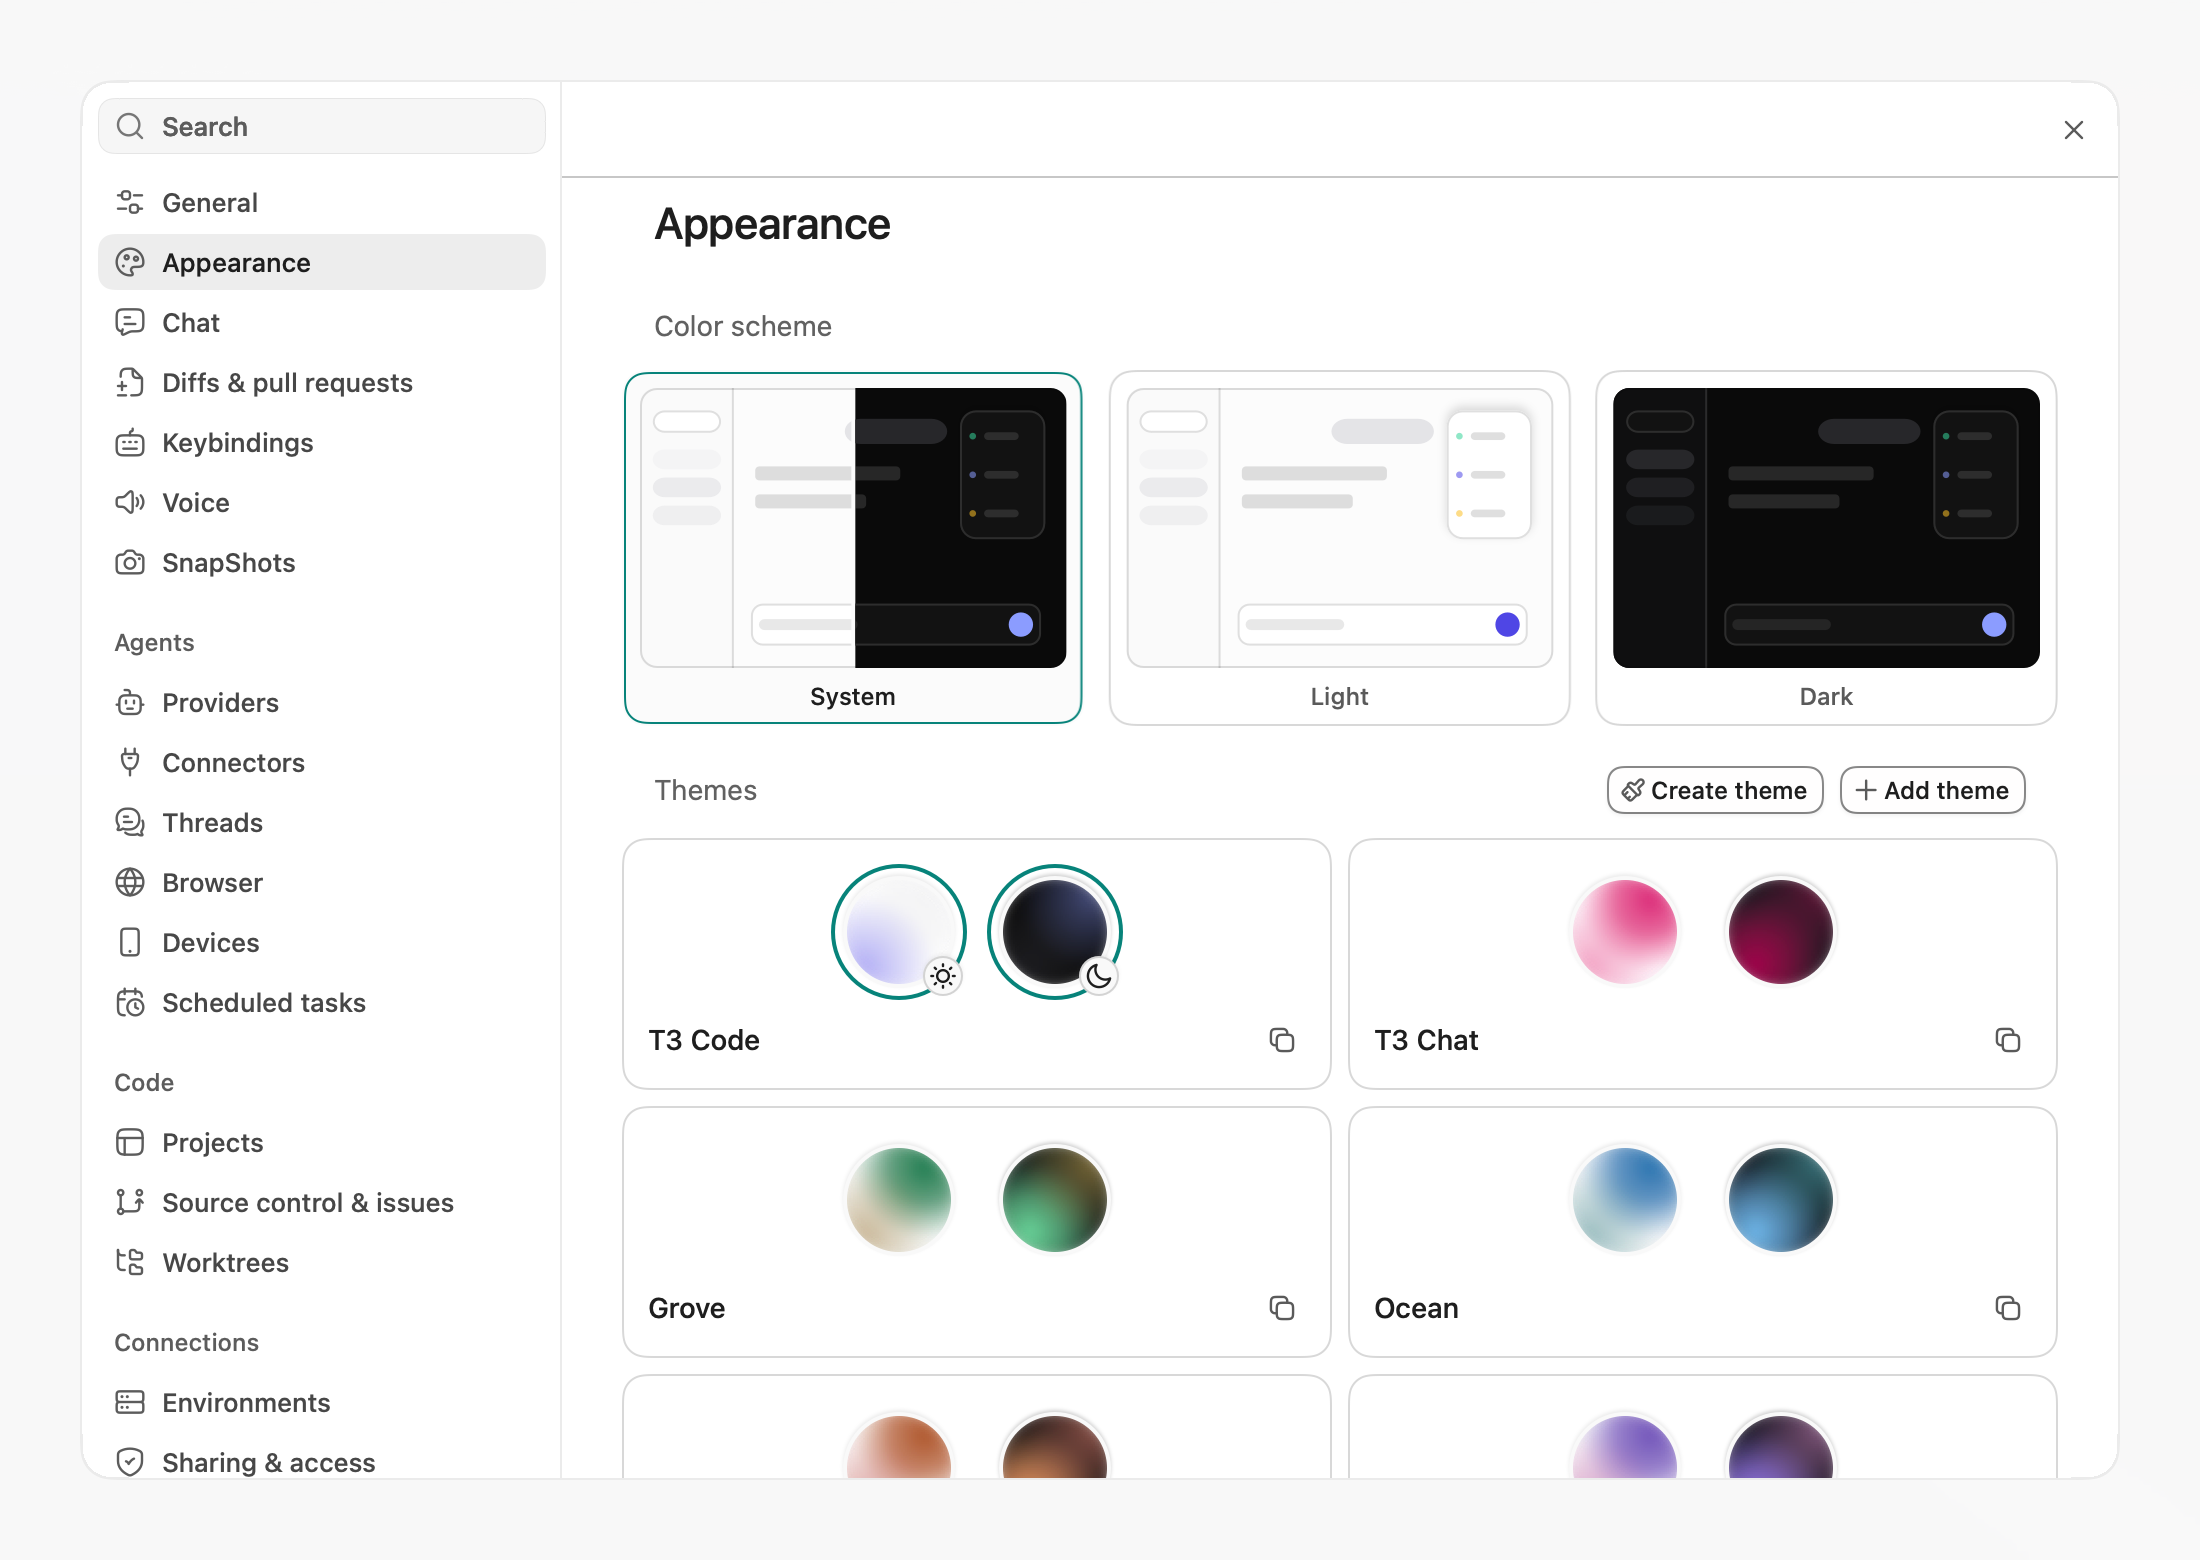 Search
General
Appearance
Chat
Diffs & pull requests
Keybindings
Voice
SnapShots
Agents
Providers
Connectors
Threads
Browser
Devices
Scheduled tasks
Code
Projects
Source control & issues
Worktrees
Connections
Environments
Sharing & access
Appearance
Color scheme
System
Light
Dark
Themes
Create theme
Add theme
T3 Code
T3 Chat
Grove
Ocean